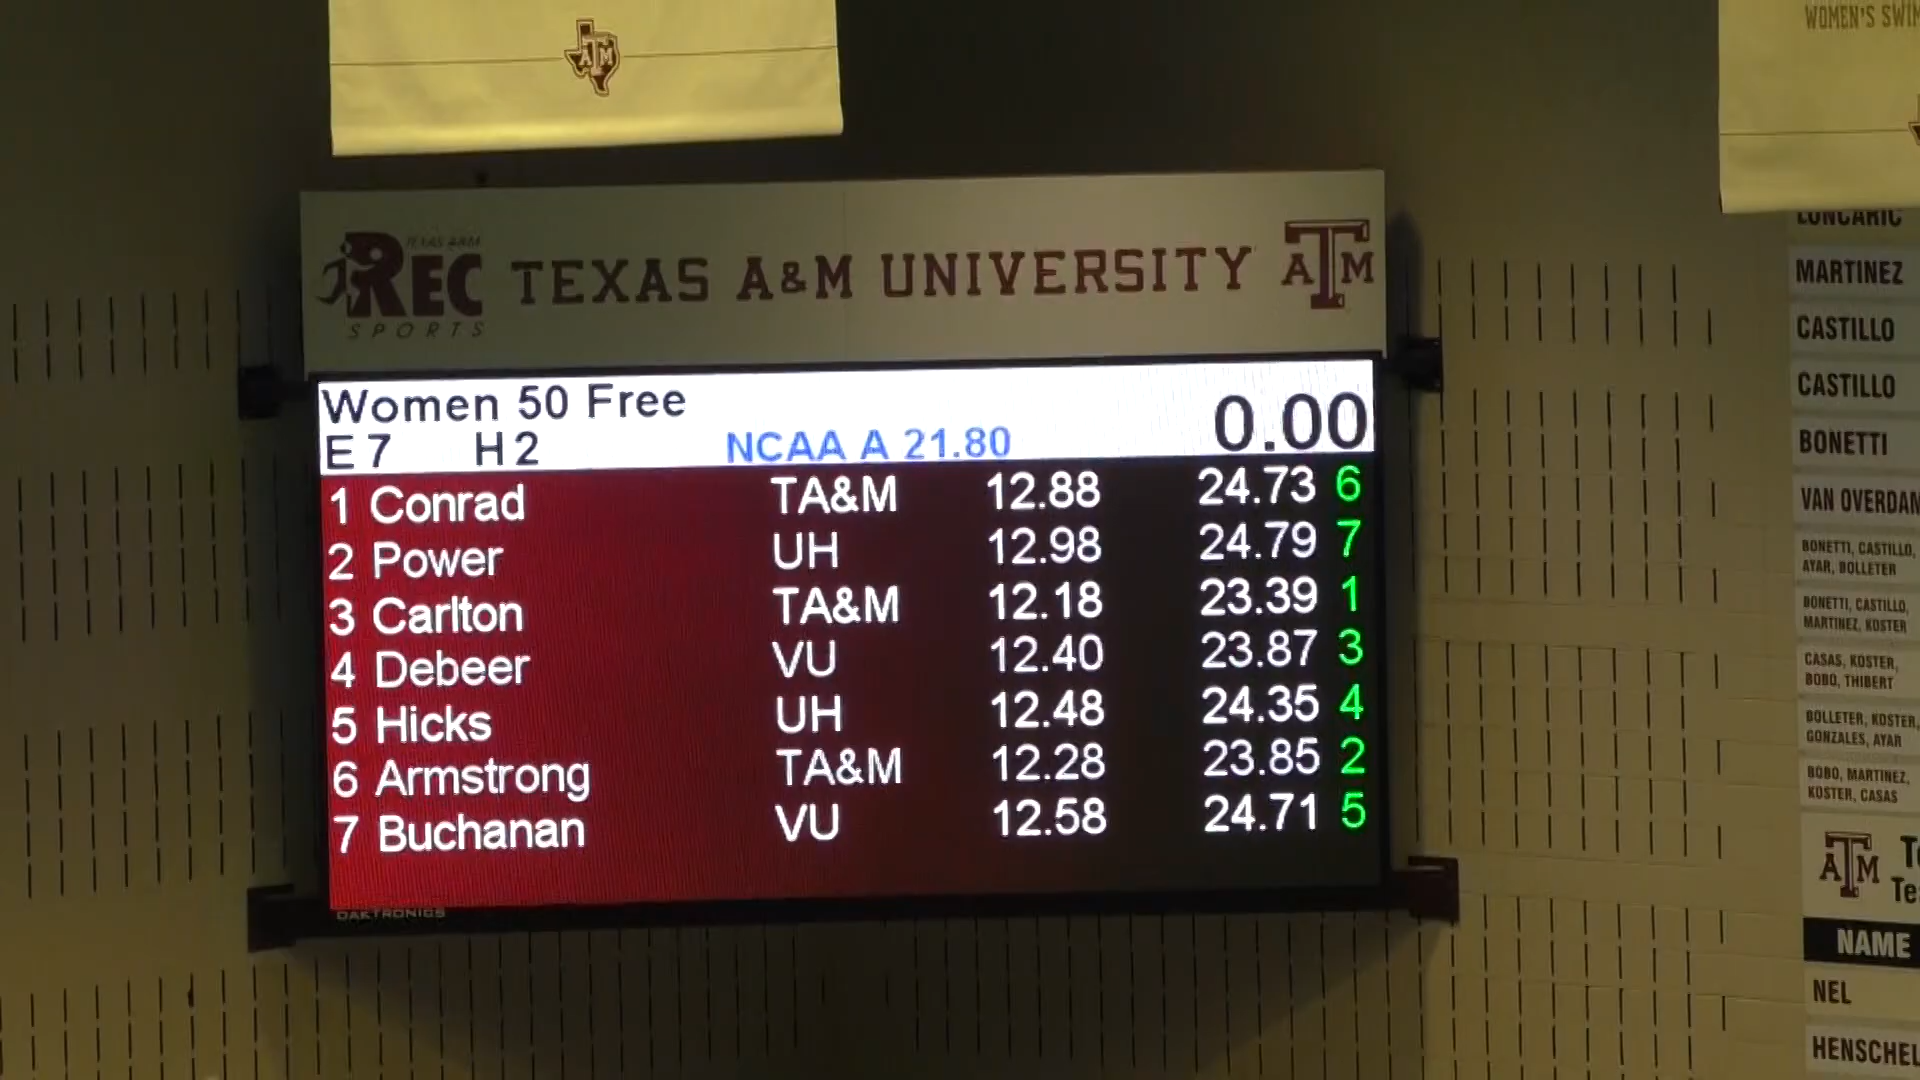 WOMEN'S SWIM
ATM
TEXAS A&M
REC
SPORTS
TEXAS A&M UNIVERSITY
ATM
Women 50 Free
0.00
E 7 H 2 NCAA A 21.80
1 Conrad TA&M 12.88 24.73 6
2 Power UH 12.98 24.79 7
3 Carlton TA&M 12.18 23.39 1
4 Debeer VU 12.40 23.87 3
5 Hicks UH 12.48 24.35 4
6 Armstrong TA&M 12.28 23.85 2
7 Buchanan VU 12.58 24.71 5
DAKTRONICS
LONCARIC
MARTINEZ
CASTILLO
CASTILLO
BONETTI
VAN OVERDAM
BONETTI, CASTILLO,
AYAR, BOLLETER
BONETTI, CASTILLO,
MARTINEZ, KOSTER
CASAS, KOSTER,
BOBO, THIBERT
BOLLETER, KOSTER,
GONZALES, AYAR
BOBO, MARTINEZ,
KOSTER, CASAS
ATM
NAME
NEL
HENSCHEL